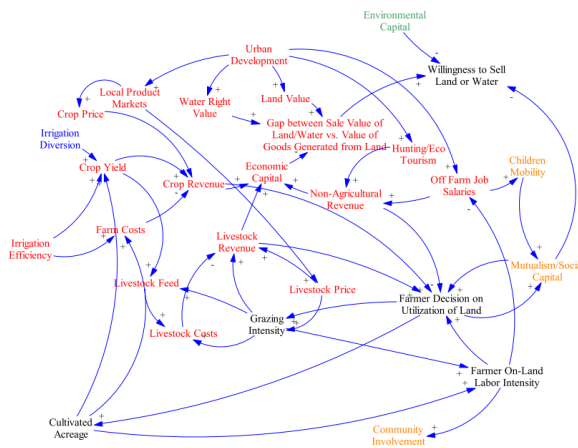 Environmental
Capital
Urban
Development
Willingness to Sell
Land or Water
Local Product
Markets
Water Right
Value
Land Value
Crop Price
Gap between Sale Value of
Land/Water vs. Value of
Goods Generated from Land
Irrigation
Diversion
Hunting/Eco
Tourism
Crop Yield
Economic
Capital
Children
Mobility
Crop Revenue
Non-Agricultural
Revenue
Off Farm Job
Salaries
Farm Costs
Irrigation
Efficiency
Livestock
Revenue
Mutualism/Soci
Capital
Livestock Feed
Livestock Price
Farmer Decision on
Utilization of Land
Livestock Costs
Grazing
Intensity
Farmer On-Land
Labor Intensity
Cultivated
Acreage
Community
Involvement